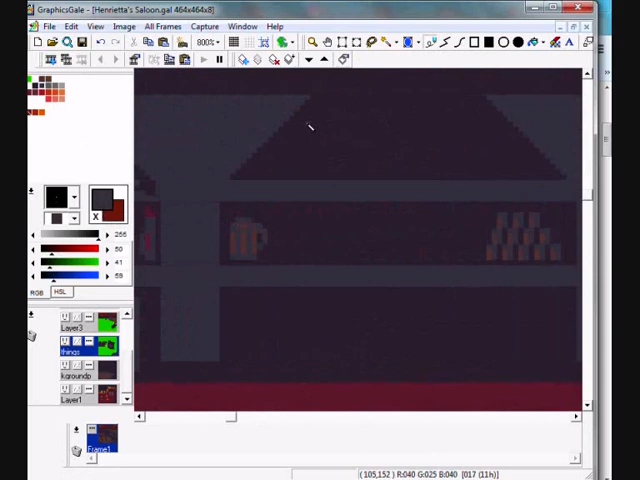 GraphicsGale - [Henrietta's Saloon.gal 464x464x8]
File Edit View Image All Frames Capture Window Help
800%
A
255
X
50
41
59
RGB HSL
Layer3
things
kgroundp
Layer1
Frame1
(105,152) R:040 G:025 B:040 [017 (11h)]